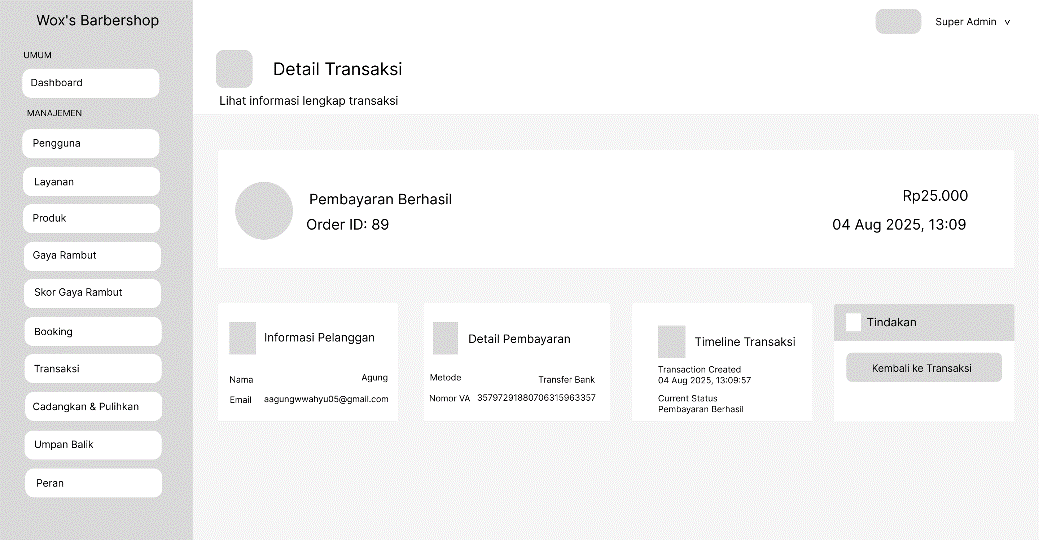 Wox's Barbershop
UMUM
Dashboard
MANAJEMEN
Pengguna
Layanan
Produk
Gaya Rambut
Skor Gaya Rambut
Booking
Transaksi
Cadangkan & Pulihkan
Umpan Balik
Peran
Super Admin v
Detail Transaksi
Lihat informasi lengkap transaksi
Pembayaran Berhasil
Order ID: 89
Rp25.000
04 Aug 2025, 13:09
Informasi Pelanggan
Nama Agung
Email aagungwwahyu05@gmail.com
Detail Pembayaran
Metode Transfer Bank
Nomor VA 35797291880706315963357
Timeline Transaksi
Transaction Created
04 Aug 2025, 13:09:57
Current Status
Pembayaran Berhasil
Tindakan
Kembali ke Transaksi